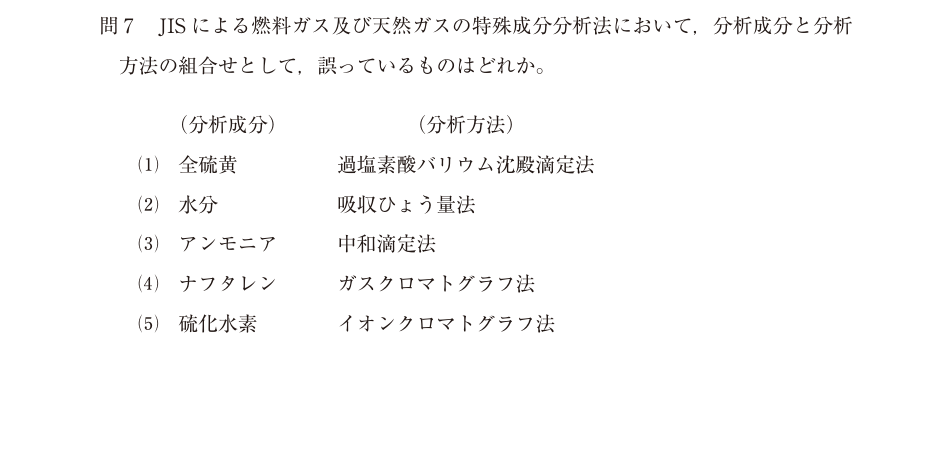 問7 JIS による燃料ガス及び天然ガスの特殊成分分析法において，分析成分と分析
方法の組合せとして，誤っているものはどれか。
（分析成分） （分析方法）
(1) 全硫黄 過塩素酸バリウム沈殿滴定法
(2) 水分 吸収ひょう量法
(3) アンモニア 中和滴定法
(4) ナフタレン ガスクロマトグラフ法
(5) 硫化水素 イオンクロマトグラフ法